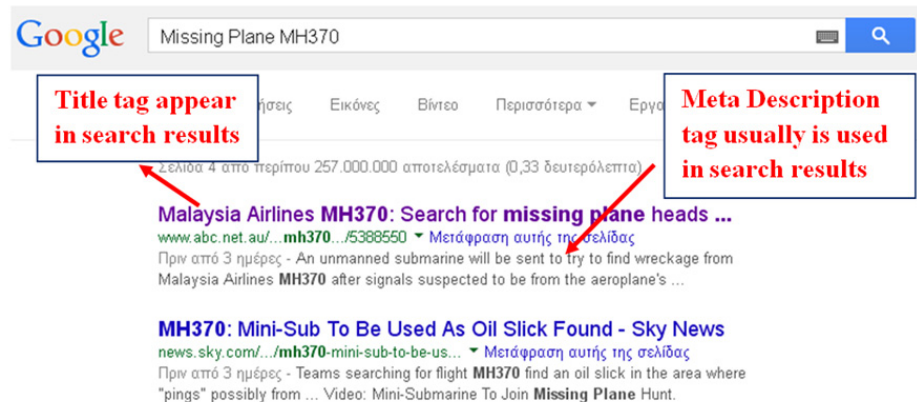 Google Missing Plane MH370
Title tag appear
in search results
Εικόνες Βίντεο Περισσότερα
Meta Description
tag usually is used
in search results
Σελίδα 4 από περίπου 257.000.000 αποτελέσματα (0,33 δευτερόλεπτα)
Malaysia Airlines MH370: Search for missing plane heads ...
www.abc.net.au/...mh370.../5388550 Μετάφραση αυτής της σελίδας
Πριν από 3 ημέρες - An unmanned submarine will be sent to try to find wreckage from
Malaysia Airlines MH370 after signals suspected to be from the aeroplane's ...
MH370: Mini-Sub To Be Used As Oil Slick Found - Sky News
news.sky.com/.../mh370-mini-sub-to-be-us... Μετάφραση αυτής της σελίδας
Πριν από 3 ημέρες - Teams searching for flight MH370 find an oil slick in the area where
"pings" possibly from ... Video: Mini-Submarine To Join Missing Plane Hunt.